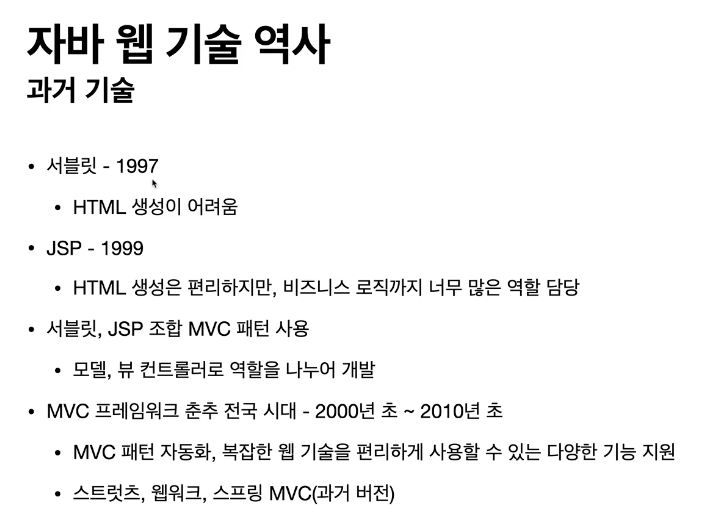 자바 웹 기술 역사
과거 기술
• 서블릿 - 1997
• HTML 생성이 어려움
• JSP - 1999
• HTML 생성은 편리하지만, 비즈니스 로직까지 너무 많은 역할 담당
• 서블릿, JSP 조합 MVC 패턴 사용
• 모델, 뷰 컨트롤러로 역할을 나누어 개발
• MVC 프레임워크 춘추 전국 시대 - 2000년 초 ~ 2010년 초
• MVC 패턴 자동화, 복잡한 웹 기술을 편리하게 사용할 수 있는 다양한 기능 지원
• 스트럿츠, 웹워크, 스프링 MVC(과거 버전)